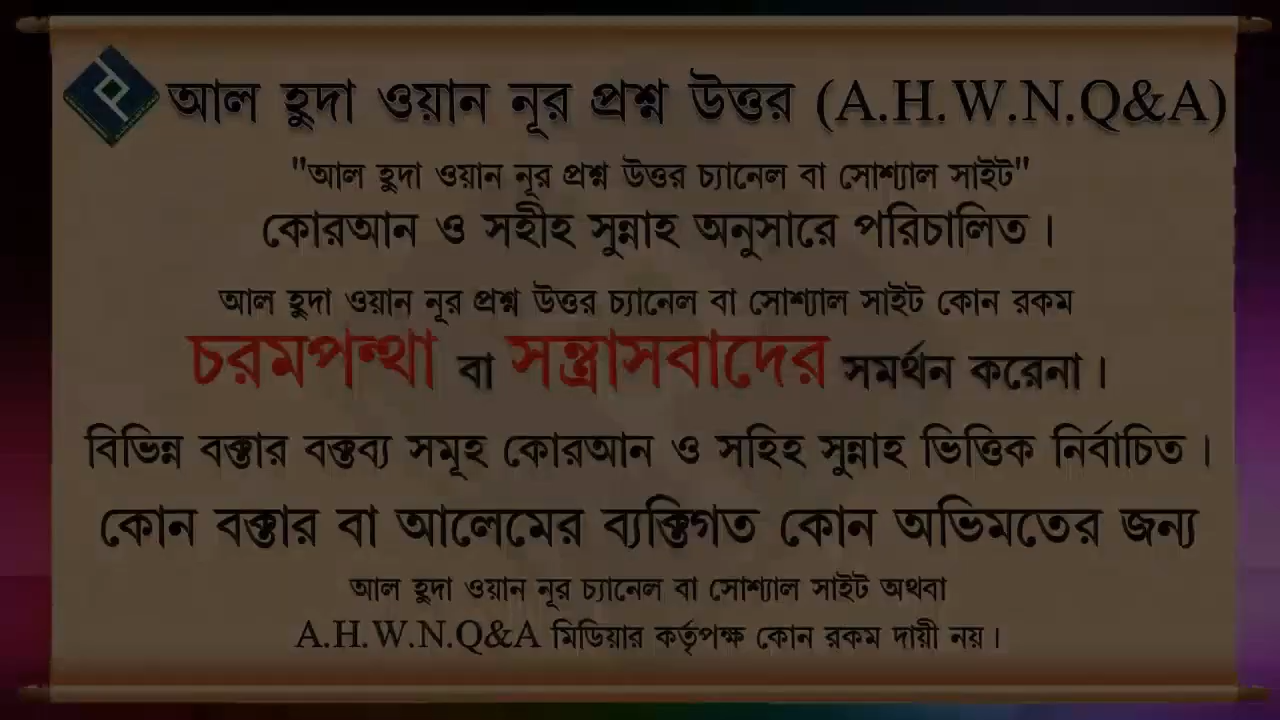 আল হুদা ওয়ান নূর প্রশ্ন উত্তর (A.H.W.N.Q&A)
"আল হুদা ওয়ান নূর প্রশ্ন উত্তর চ্যানেল বা সোশ্যাল সাইট"
কোরআন ও সহীহ সুন্নাহ অনুসারে পরিচালিত।
আল হুদা ওয়ান নূর প্রশ্ন উত্তর চ্যানেল বা সোশ্যাল সাইট কোন রকম
চরমপন্থা বা সন্ত্রাসবাদের সমর্থন করেনা।
বিভিন্ন বক্তার বক্তব্য সমূহ কোরআন ও সহিহ সুন্নাহ ভিত্তিক নির্বাচিত।
কোন বক্তার বা আলেমের ব্যক্তিগত কোন অভিমতের জন্য
আল হুদা ওয়ান নূর চ্যানেল বা সোশ্যাল সাইট অথবা
A.H.W.N.Q&A মিডিয়ার কর্তৃপক্ষ কোন রকম দায়ী নয়।